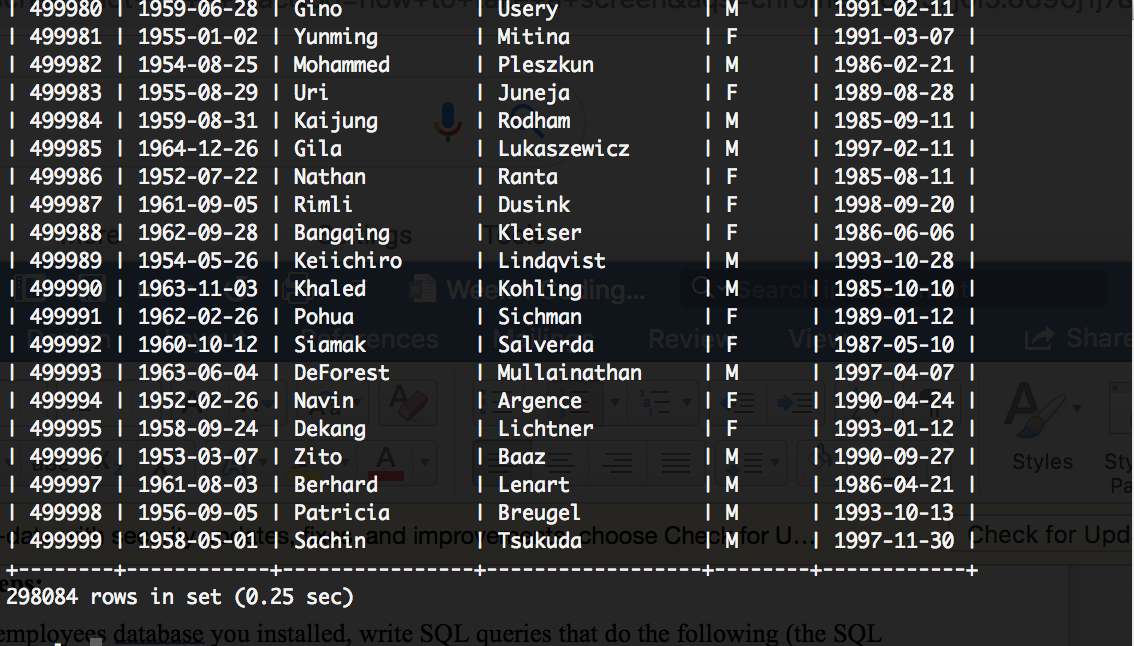 | 499980 | 1959-06-28 | Gino | Usery | M | 1991-02-11 |
| 499981 | 1955-01-02 | Yunming | Mitina | F | 1991-03-07 |
| 499982 | 1954-08-25 | Mohammed | Pleszkun | M | 1986-02-21 |
| 499983 | 1955-08-29 | Uri | Juneja | F | 1989-08-28 |
| 499984 | 1959-08-31 | Kaijung | Rodham | M | 1985-09-11 |
| 499985 | 1964-12-26 | Gila | Lukaszewicz | M | 1997-02-11 |
| 499986 | 1952-07-22 | Nathan | Ranta | F | 1985-08-11 |
| 499987 | 1961-09-05 | Rimli | Dusink | F | 1998-09-20 |
| 499988 | 1962-09-28 | Bangqing | Kleiser | F | 1986-06-06 |
| 499989 | 1954-05-26 | Keiichiro | Lindqvist | M | 1993-10-28 |
| 499990 | 1963-11-03 | Khaled | Kohling | M | 1985-10-10 |
| 499991 | 1962-02-26 | Pohua | Sichman | F | 1989-01-12 |
| 499992 | 1960-10-12 | Siamak | Salverda | F | 1987-05-10 |
| 499993 | 1963-06-04 | DeForest | Mullainathan | M | 1997-04-07 |
| 499994 | 1952-02-26 | Navin | Argence | F | 1990-04-24 |
| 499995 | 1958-09-24 | Dekang | Lichtner | F | 1993-01-12 |
| 499996 | 1953-03-07 | Zito | Baaz | M | 1990-09-27 |
| 499997 | 1961-08-03 | Berhard | Lenart | M | 1986-04-21 |
| 499998 | 1956-09-05 | Patricia | Breugel | M | 1993-10-13 |
| 499999 | 1958-05-01 | Sachin | Tsukuda | M | 1997-11-30 |
+--------+------------+----------------+------------------+--------+------------+
298084 rows in set (0.25 sec)
References
Review
Share
Styles
choose Check for U...
Check for Upd
employees database you installed, write SQL queries that do the following (the SQL